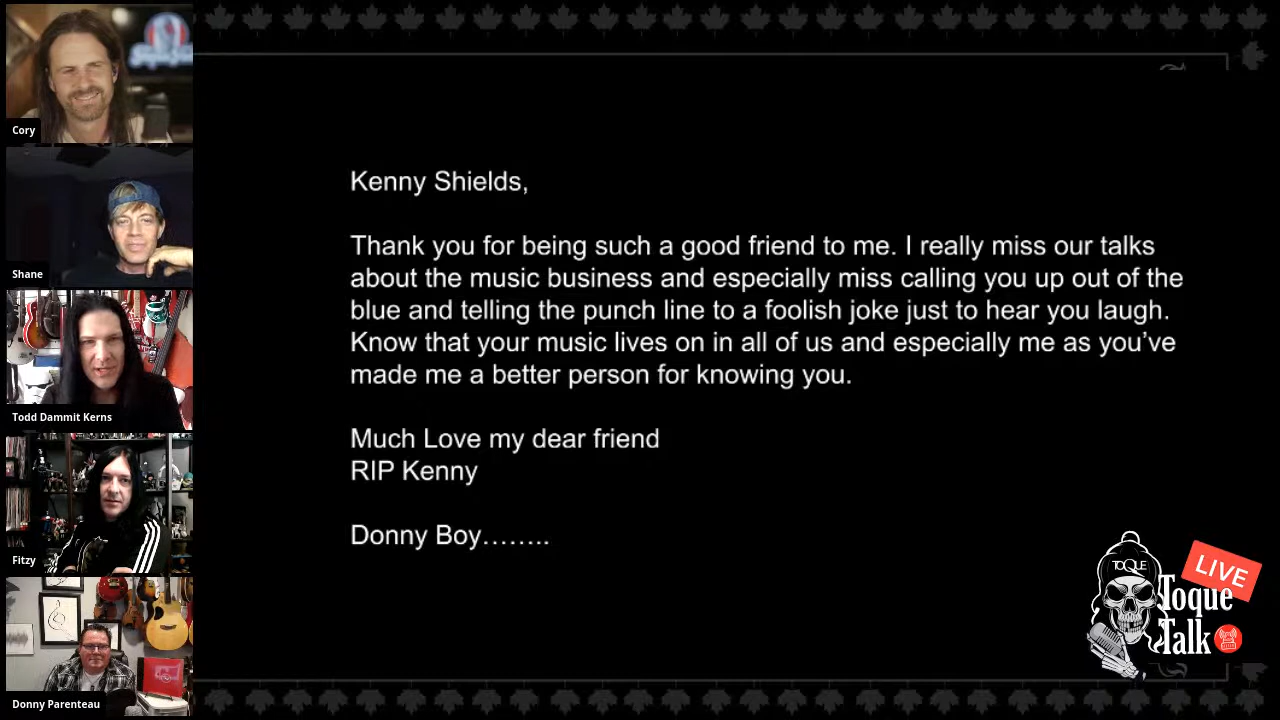 Cory
Shane
Todd Dammit Kerns
Fitzy
Donny Parenteau
Kenny Shields,
Thank you for being such a good friend to me. I really miss our talks
about the music business and especially miss calling you up out of the
blue and telling the punch line to a foolish joke just to hear you laugh.
Know that your music lives on in all of us and especially me as you’ve
made me a better person for knowing you.
Much Love my dear friend
RIP Kenny
Donny Boy……..
TOQUE
LIVE
Toque
Talk